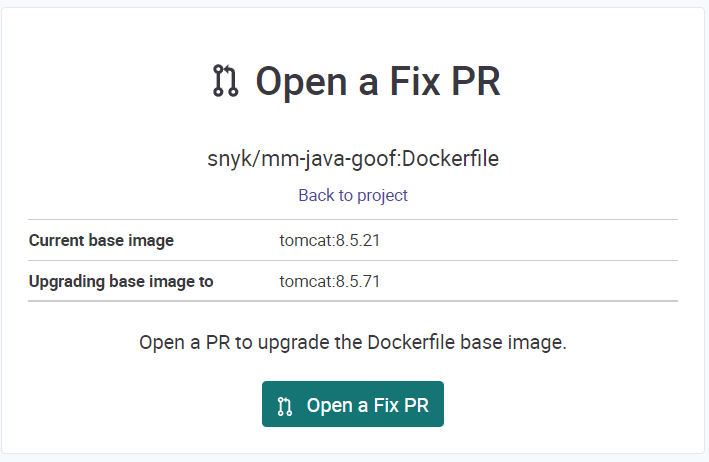 Open a Fix PR
snyk/mm-java-goof:Dockerfile
Back to project
Current base image tomcat:8.5.21
Upgrading base image to tomcat:8.5.71
Open a PR to upgrade the Dockerfile base image.
Open a Fix PR